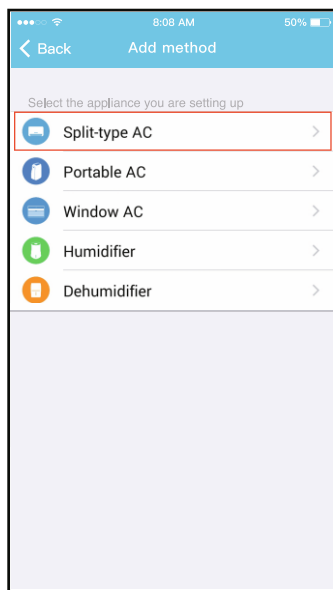 8:08 AM
50%
Back
Add method
Select the appliance you are setting up
Split-type AC
Portable AC
Window AC
Humidifier
Dehumidifier